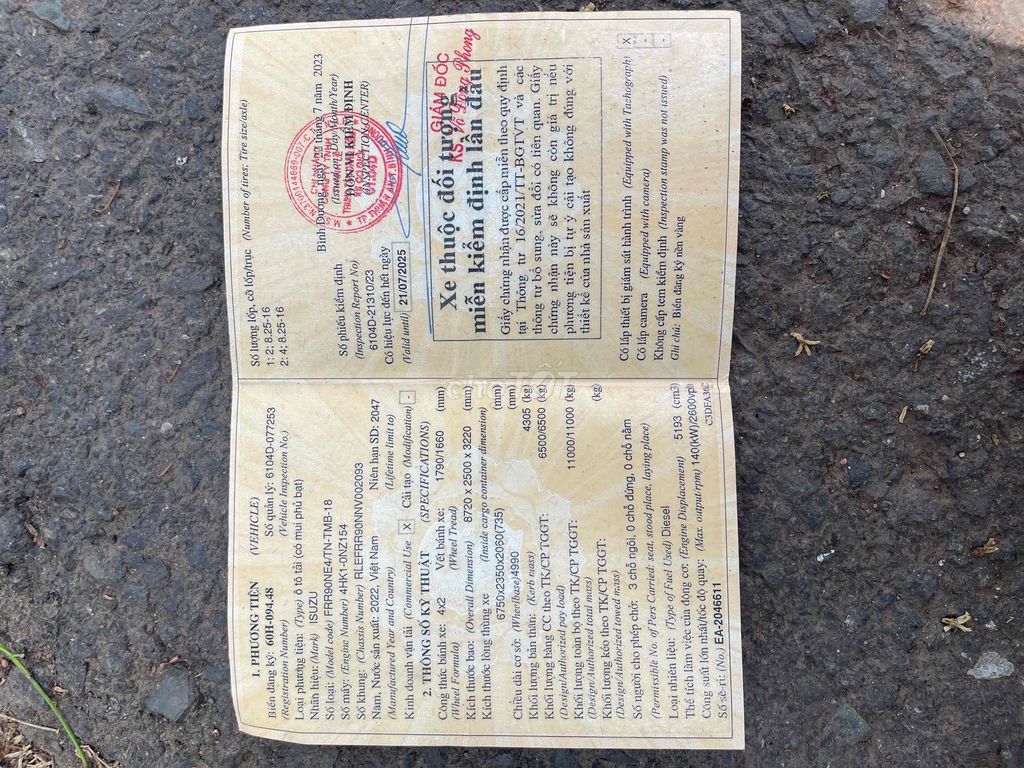 1. PHƯƠNG TIỆN (VEHICLE)
Biển đăng ký: 60H-094.48 Số quản lý: 6104D-077253
(Registration Number) (Vehicle Inspection No.)
Loại phương tiện: (Type) ô tô tải (có mui phủ bạt)
Nhãn hiệu: (Mark) ISUZU
Số loại: (Model code) FRR90NE4/TN-TMB-18
Số máy: (Engine Number) 4HK1-0NZ154
Số khung: (Chassis Number) RLEFRR90NNV002093
Năm, Nước sản xuất: 2022, Việt Nam Niên hạn SD: 2047
(Manufactured Year and Country) (Lifetime limit to)
Kinh doanh vận tải (Commercial Use) X Cải tạo (Modification) -
2. THÔNG SỐ KỸ THUẬT (SPECIFICATIONS)
Công thức bánh xe: 4x2 Vết bánh xe: 1790/1660 (mm)
(Wheel Formula) (Wheel Tread)
Kích thước bao: (Overall Dimension) 8720 x 2500 x 3220 (mm)
Kích thước lòng thùng xe (Inside cargo container dimension)
6750x2350x2060(735) (mm)
Chiều dài cơ sở: (Wheelbase)4990 (mm)
Khối lượng bản thân: (Kerb mass) 4305 (kg)
Khối lượng hàng CC theo TK/CP TGGT: 6500/6500 (kg)
(Design/Authorized pay load)
Khối lượng toàn bộ theo TK/CP TGGT: 11000/11000 (kg)
(Design/Authorized total mass)
Khối lượng kéo theo TK/CP TGGT: (kg)
(Design/Authorized towed mass)
Số người cho phép chở: 3 chỗ ngồi, 0 chỗ đứng, 0 chỗ nằm
(Permissible No. of Pers Carried: seat, stood place, laying place)
Loại nhiên liệu: (Type of Fuel Used) Diesel
Thể tích làm việc của động cơ: (Engine Displacement) 5193 (cm3)
Công suất lớn nhất/tốc độ quay: (Max. output/rpm) 140(kW)/2600vph
Số sê-ri: (No.) EA-2046611 C3DFA36C
Số lượng lốp, cỡ lốp/trục (Number of tires; Tire size/axle)
1: 2; 8.25-16
2: 4; 8.25-16
Số phiếu kiểm định
(Inspection Report No)
6104D-21310/23
Có hiệu lực đến hết ngày
(Valid until) 21/07/2025
Bình Dương, ngày tháng 7 năm 2023
(Issued on: Day/Month/Year)
ĐƠN VỊ KIỂM ĐỊNH
(INSPECTION CENTER)
GIÁM ĐỐC
KS. Võ Hồng Phong
Xe thuộc đối tượng
miễn kiểm định lần đầu
Giấy chứng nhận được cấp miễn theo quy định
tại Thông tư 16/2021/TT-BGTVT và các
thông tư bổ sung, sửa đổi có liên quan. Giấy
chứng nhận này sẽ không còn giá trị nếu
phương tiện bị tự ý cải tạo không đúng với
thiết kế của nhà sản xuất
Có lắp thiết bị giám sát hành trình (Equipped with Tachograph) X
Có lắp camera (Equipped with camera) -
Không cấp tem kiểm định (Inspection stamp was not issued) -
Ghi chú: Biển đăng ký nền vàng
chợTỐT